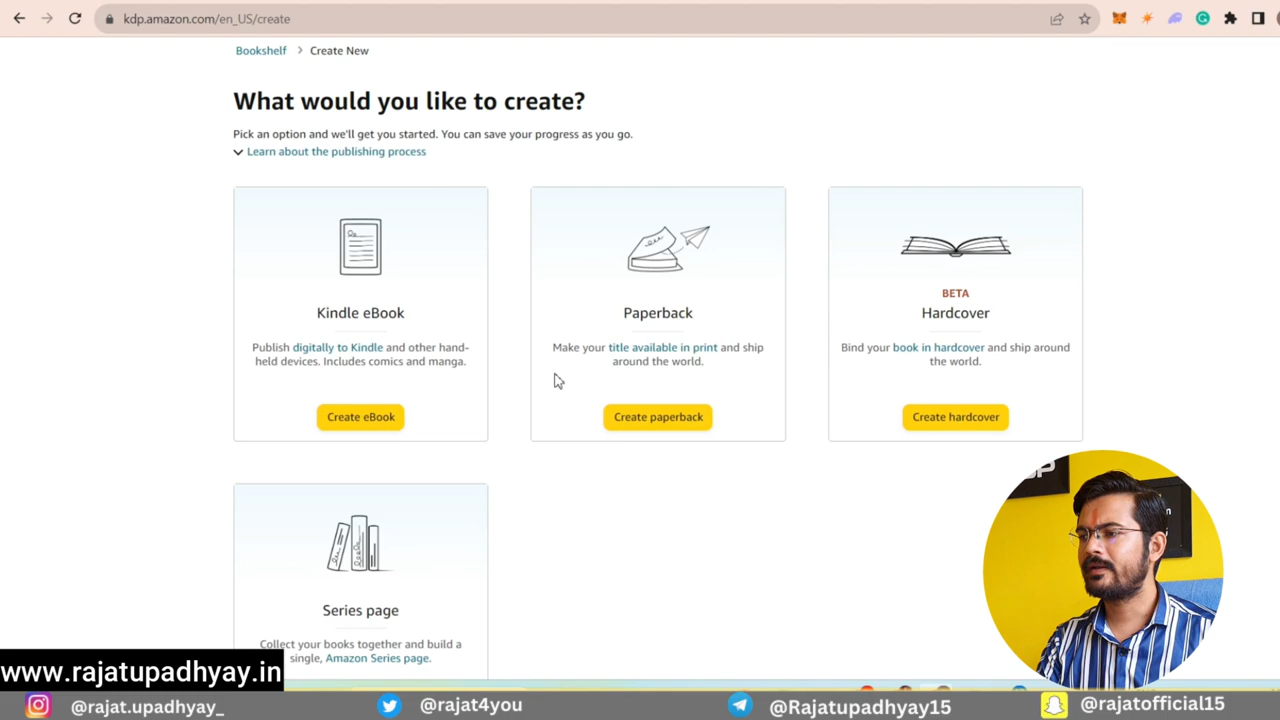 kdp.amazon.com/en_US/create
Bookshelf > Create New
What would you like to create?
Pick an option and we'll get you started. You can save your progress as you go.
Learn about the publishing process
Kindle eBook
Publish digitally to Kindle and other hand-
held devices. Includes comics and manga.
Create eBook
Paperback
Make your title available in print and ship
around the world.
Create paperback
BETA
Hardcover
Bind your book in hardcover and ship around
the world.
Create hardcover
Series page
Collect your books together and build a
single, Amazon Series page.
www.rajatupadhyay.in
@rajat.upadhyay_
@rajat4you
@Rajatupadhyay15
@rajatofficial15